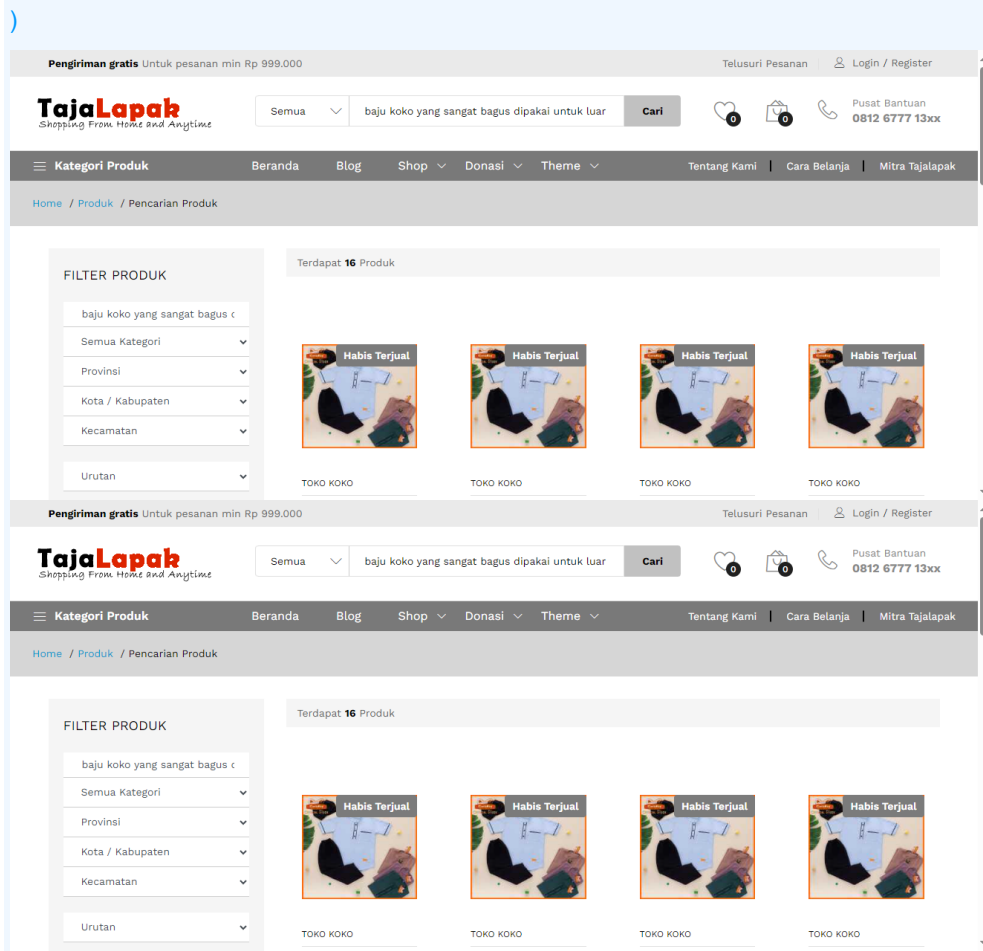 )
Pengiriman gratis Untuk pesanan min Rp 999.000 Telusuri Pesanan Login / Register
TajaLapak
Shopping From Home and Anytime
Semua baju koko yang sangat bagus dipakai untuk luar Cari 0 0 Pusat Bantuan
0812 6777 13xx
Kategori Produk Beranda Blog Shop Donasi Theme Tentang Kami | Cara Belanja | Mitra Tajalapak
Home / Produk / Pencarian Produk
FILTER PRODUK
baju koko yang sangat bagus
Semua Kategori
Provinsi
Kota / Kabupaten
Kecamatan
Urutan
Terdapat 16 Produk
Habis Terjual Habis Terjual Habis Terjual Habis Terjual
TOKO KOKO TOKO KOKO TOKO KOKO TOKO KOKO
Pengiriman gratis Untuk pesanan min Rp 999.000 Telusuri Pesanan Login / Register
TajaLapak
Shopping From Home and Anytime
Semua baju koko yang sangat bagus dipakai untuk luar Cari 0 0 Pusat Bantuan
0812 6777 13xx
Kategori Produk Beranda Blog Shop Donasi Theme Tentang Kami | Cara Belanja | Mitra Tajalapak
Home / Produk / Pencarian Produk
FILTER PRODUK
baju koko yang sangat bagus
Semua Kategori
Provinsi
Kota / Kabupaten
Kecamatan
Urutan
Terdapat 16 Produk
Habis Terjual Habis Terjual Habis Terjual Habis Terjual
TOKO KOKO TOKO KOKO TOKO KOKO TOKO KOKO